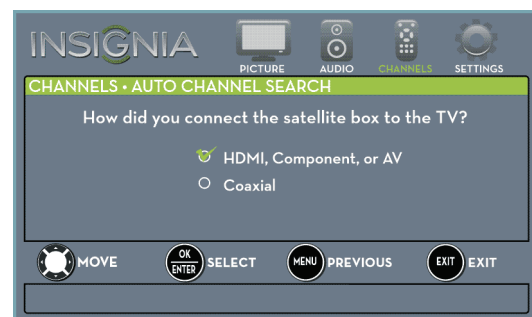 INSIGNIA
PICTURE AUDIO CHANNELS SETTINGS
CHANNELS • AUTO CHANNEL SEARCH
How did you connect the satellite box to the TV?
HDMI, Component, or AV
Coaxial
MOVE OK ENTER SELECT MENU PREVIOUS EXIT EXIT